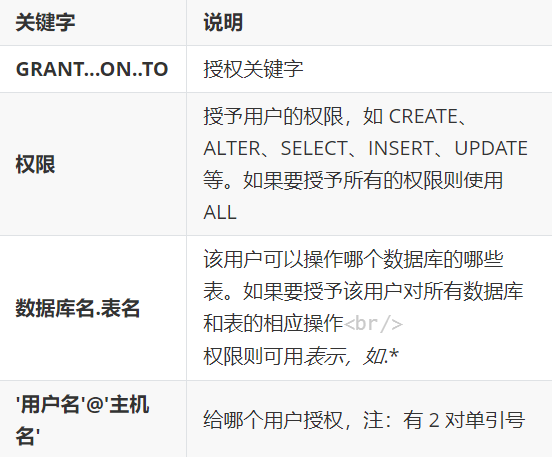 关键字 说明
GRANT…ON..TO 授权关键字
权限
授予用户的权限，如 CREATE、
ALTER、SELECT、INSERT、UPDATE
等。如果要授予所有的权限则使用
ALL
数据库名.表名
该用户可以操作哪个数据库的哪些
表。如果要授予该用户对所有数据库
和表的相应操作<br/>
权限则可用表示，如.*
'用户名'@'主机
名'
给哪个用户授权，注：有 2 对单引号